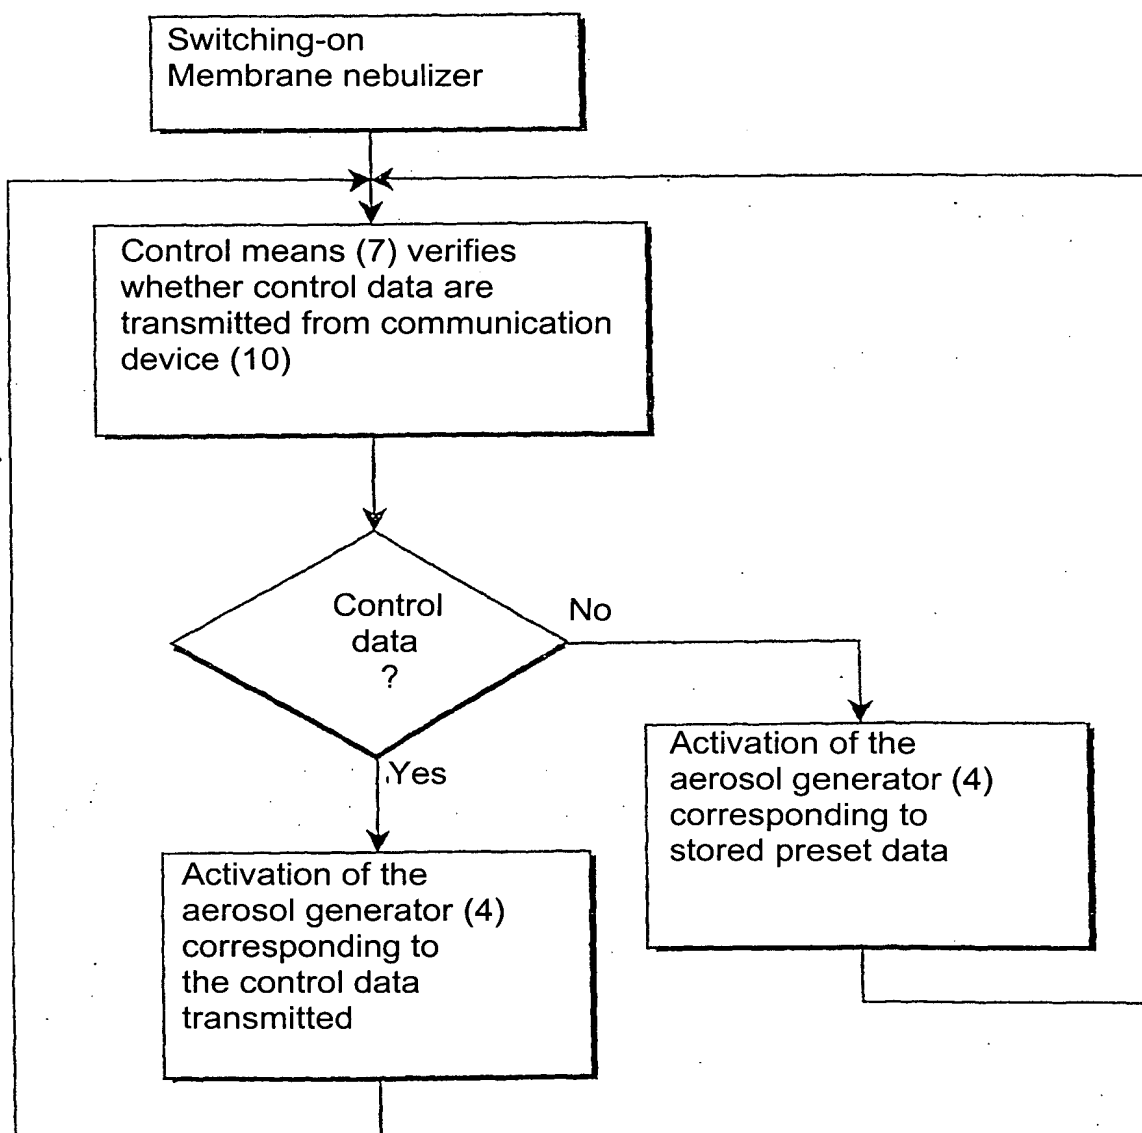 Switching-on
Membrane nebulizer
Control means (7) verifies
whether control data are
transmitted from communication
device (10)
Control
data
?
No
Yes
Activation of the
aerosol generator (4)
corresponding to
stored preset data
Activation of the
aerosol generator (4)
corresponding to
the control data
transmitted